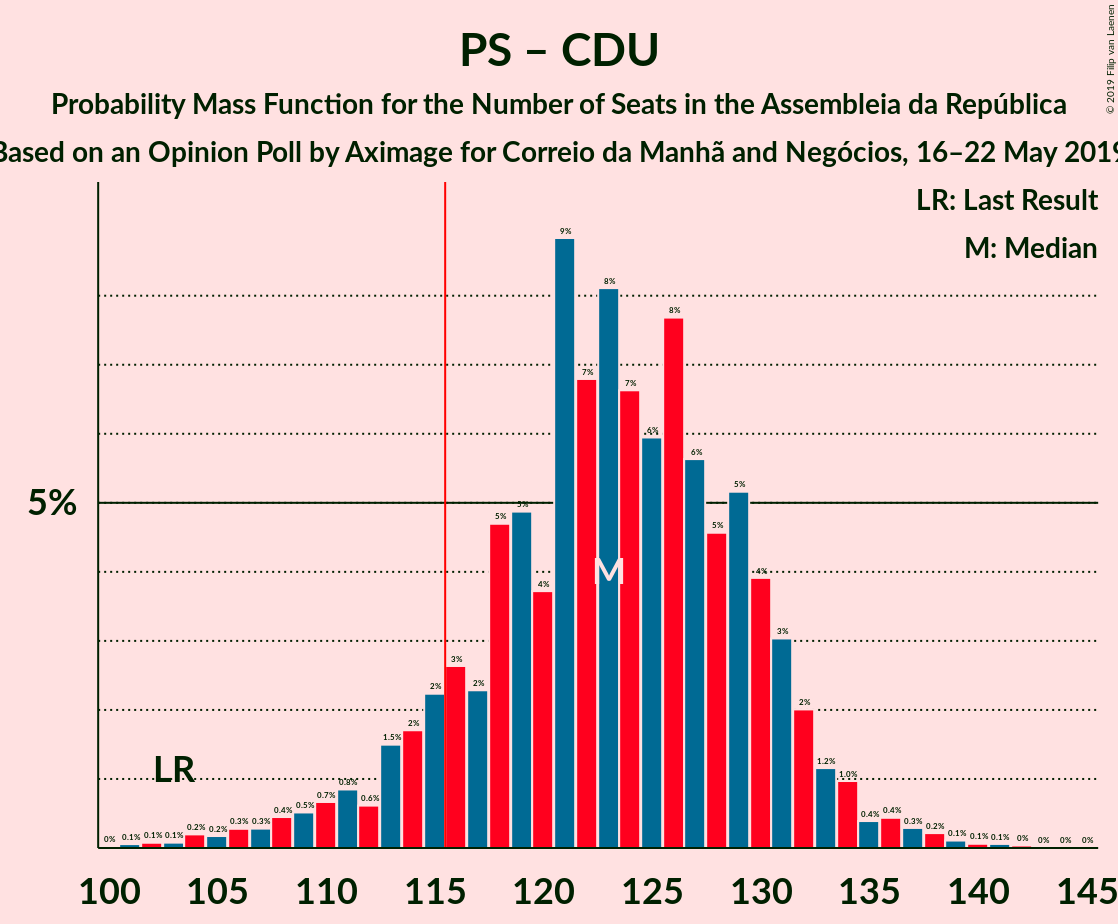 PS – CDU
Probability Mass Function for the Number of Seats in the Assembleia da República
Based on an Opinion Poll by Aximage for Correio da Manhã and Negócios, 16–22 May 2019
© 2019 Filip van Laenen
LR: Last Result
M: Median
5%
LR
M
0% 0.1% 0.1% 0.1% 0.2% 0.2% 0.3% 0.3% 0.4% 0.5% 0.7% 0.8% 0.6% 1.5% 2% 2% 3% 2% 5% 5% 4% 9% 7% 8% 7% 6% 8% 6% 5% 5% 4% 3% 2% 1.2% 1.0% 0.4% 0.4% 0.3% 0.2% 0.1% 0.1% 0.1% 0% 0% 0% 0%
100 105 110 115 120 125 130 135 140 145